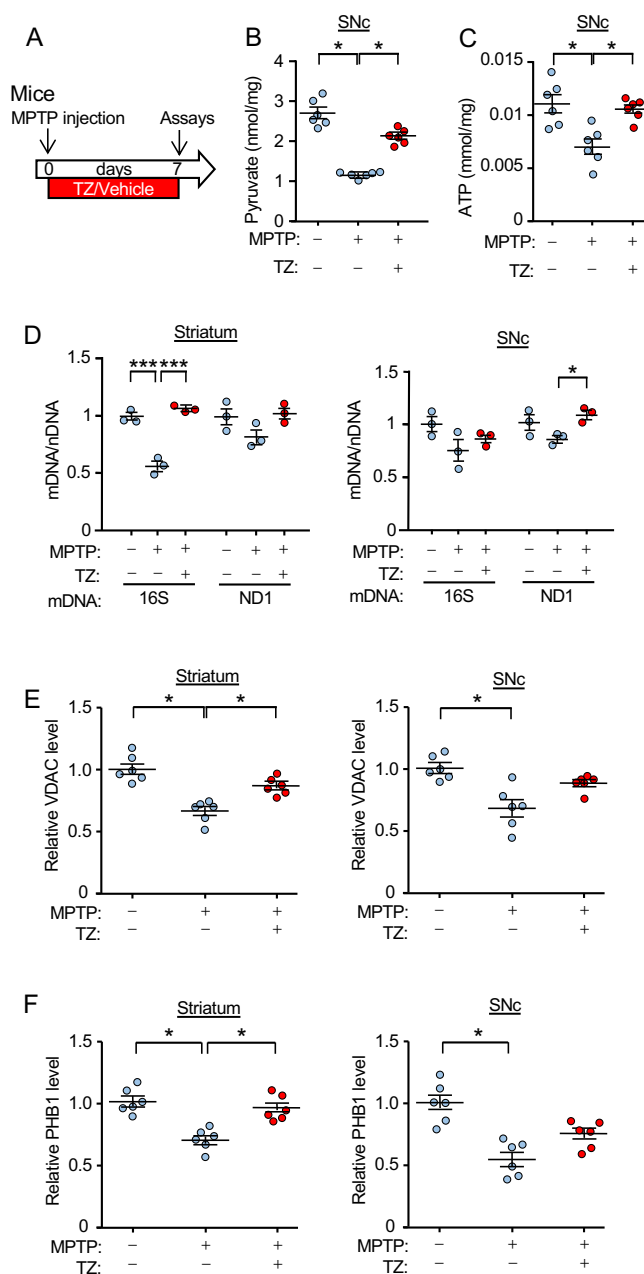 A
Mice
MPTP injection
Assays
0 days 7
TZ/Vehicle
B
SNc
* *
Pyruvate (nmol/mg)
4
3
2
1
0
MPTP: – + +
TZ: – – +
C
SNc
* *
ATP (mmol/mg)
0.015
0.01
0.005
0
MPTP: – + +
TZ: – – +
D
Striatum
*** ***
mDNA/nDNA
1.5
1
0.5
0
MPTP: – + + – + +
TZ: – – + – – +
mDNA: 16S ND1
SNc
*
mDNA/nDNA
1.5
1
0.5
0
MPTP: – + + – + +
TZ: – – + – – +
mDNA: 16S ND1
E
Striatum
* *
Relative VDAC level
1.5
1.0
0.5
0
MPTP: – + +
TZ: – – +
SNc
*
Relative VDAC level
1.5
1.0
0.5
0
MPTP: – + +
TZ: – – +
F
Striatum
* *
Relative PHB1 level
1.5
1.0
0.5
0
MPTP: – + +
TZ: – – +
SNc
*
Relative PHB1 level
1.5
1.0
0.5
0
MPTP: – + +
TZ: – – +